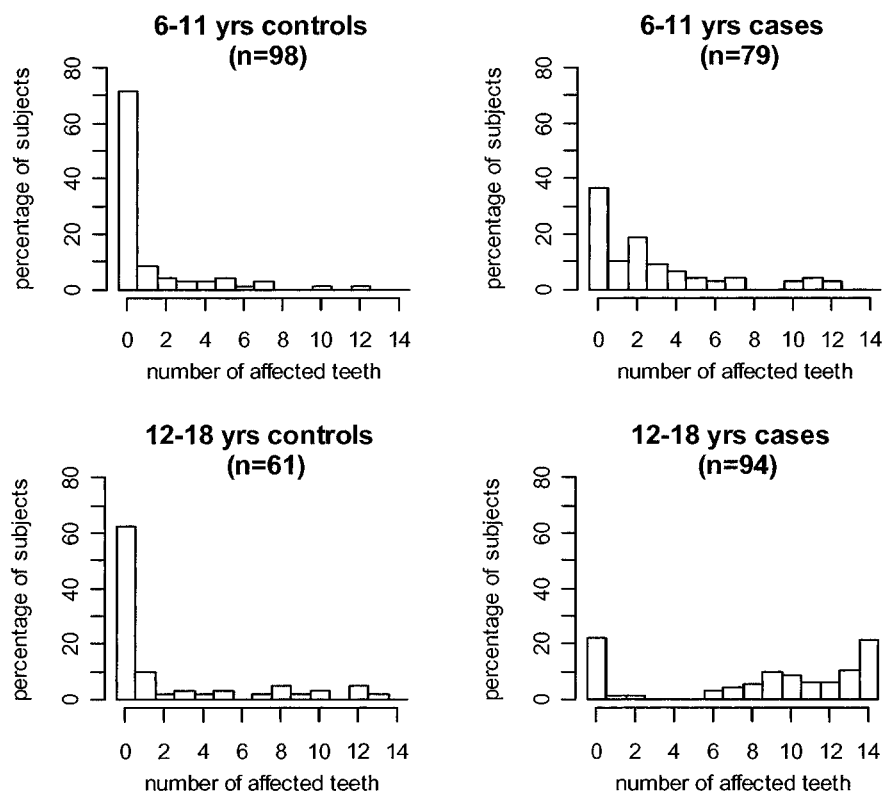 6-11 yrs controls
(n=98)
percentage of subjects
0 20 40 60 80
0 2 4 6 8 10 12 14
number of affected teeth
6-11 yrs cases
(n=79)
percentage of subjects
0 20 40 60 80
0 2 4 6 8 10 12 14
number of affected teeth
12-18 yrs controls
(n=61)
percentage of subjects
0 20 40 60 80
0 2 4 6 8 10 12 14
number of affected teeth
12-18 yrs cases
(n=94)
percentage of subjects
0 20 40 60 80
0 2 4 6 8 10 12 14
number of affected teeth